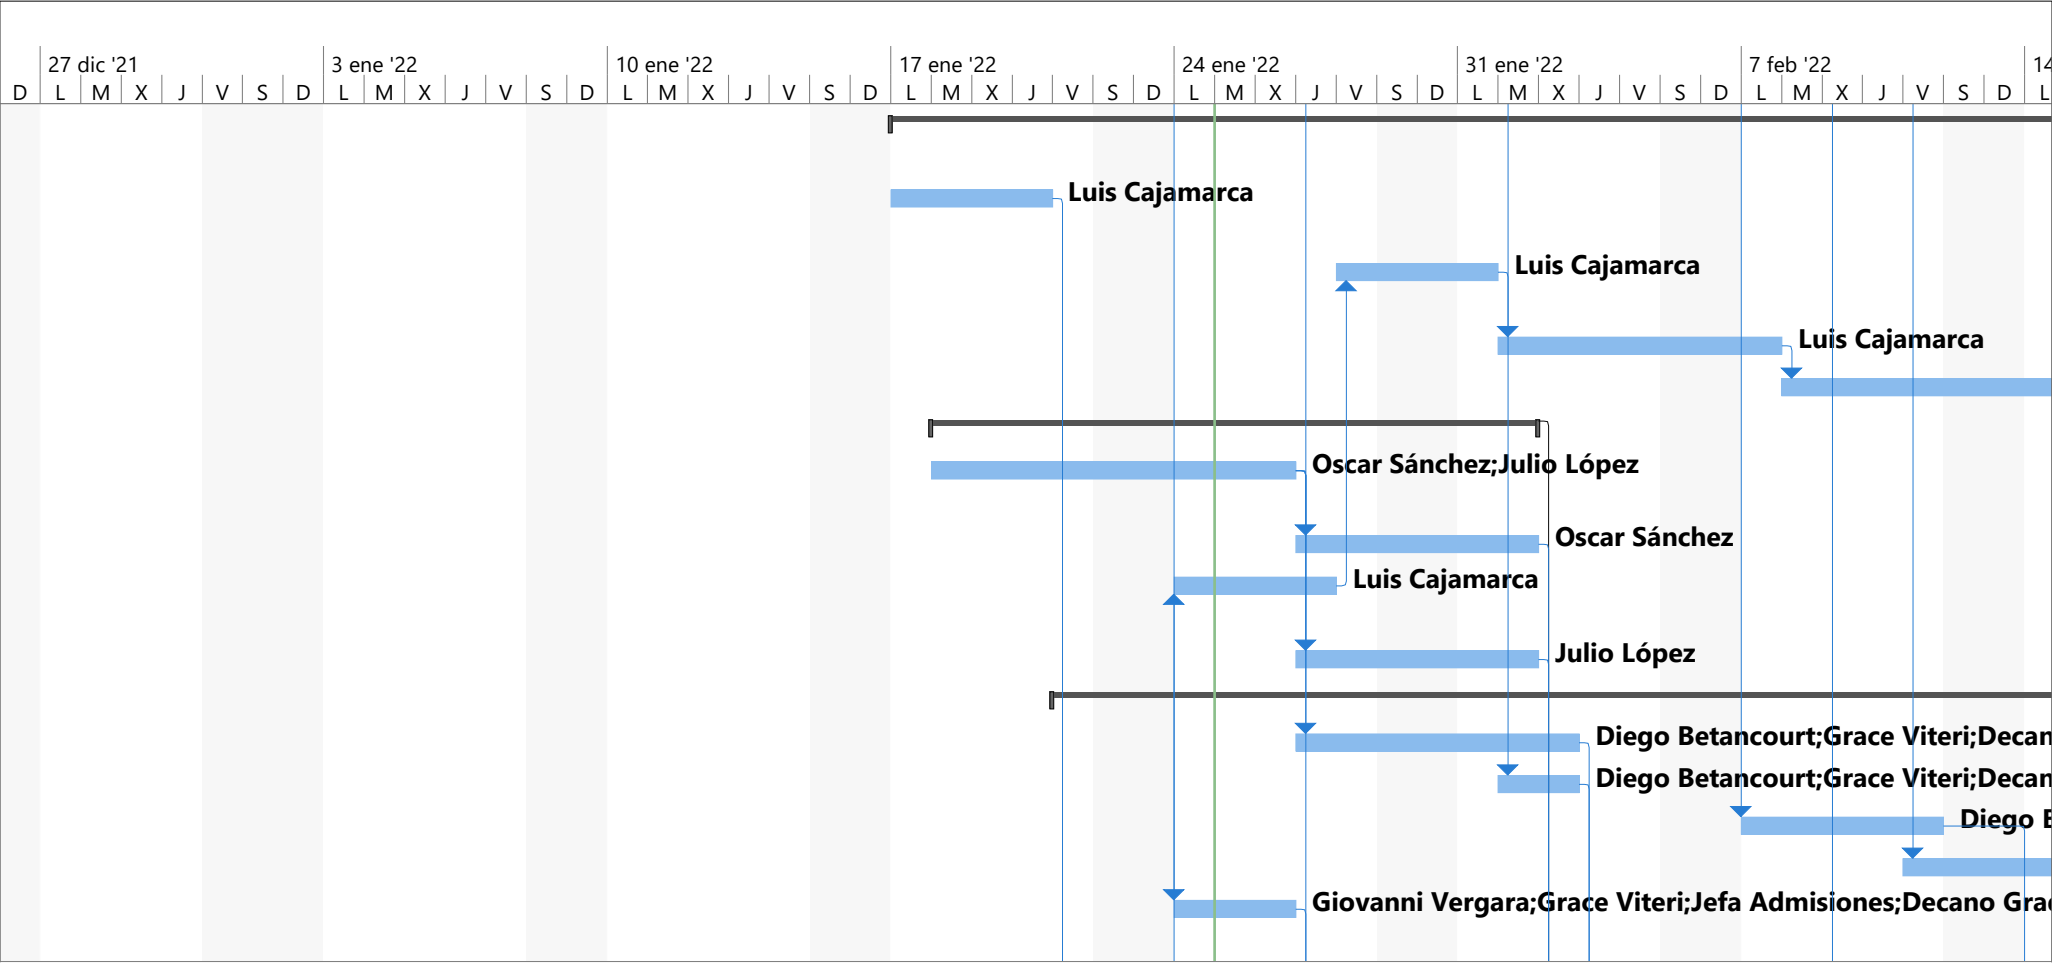 27 dic '21 3 ene '22 10 ene '22 17 ene '22 24 ene '22 31 ene '22 7 feb '22 14
D L M X J V S D L M X J V S D L M X J V S D L M X J V S D L M X J V S D L M X J V S D L M X J V S D L
Luis Cajamarca
Luis Cajamarca
Luis Cajamarca
Oscar Sánchez;Julio López
Oscar Sánchez
Luis Cajamarca
Julio López
Diego Betancourt;Grace Viteri;Decan
Diego Betancourt;Grace Viteri;Decan
Diego B
Giovanni Vergara;Grace Viteri;Jefa Admisiones;Decano Grac